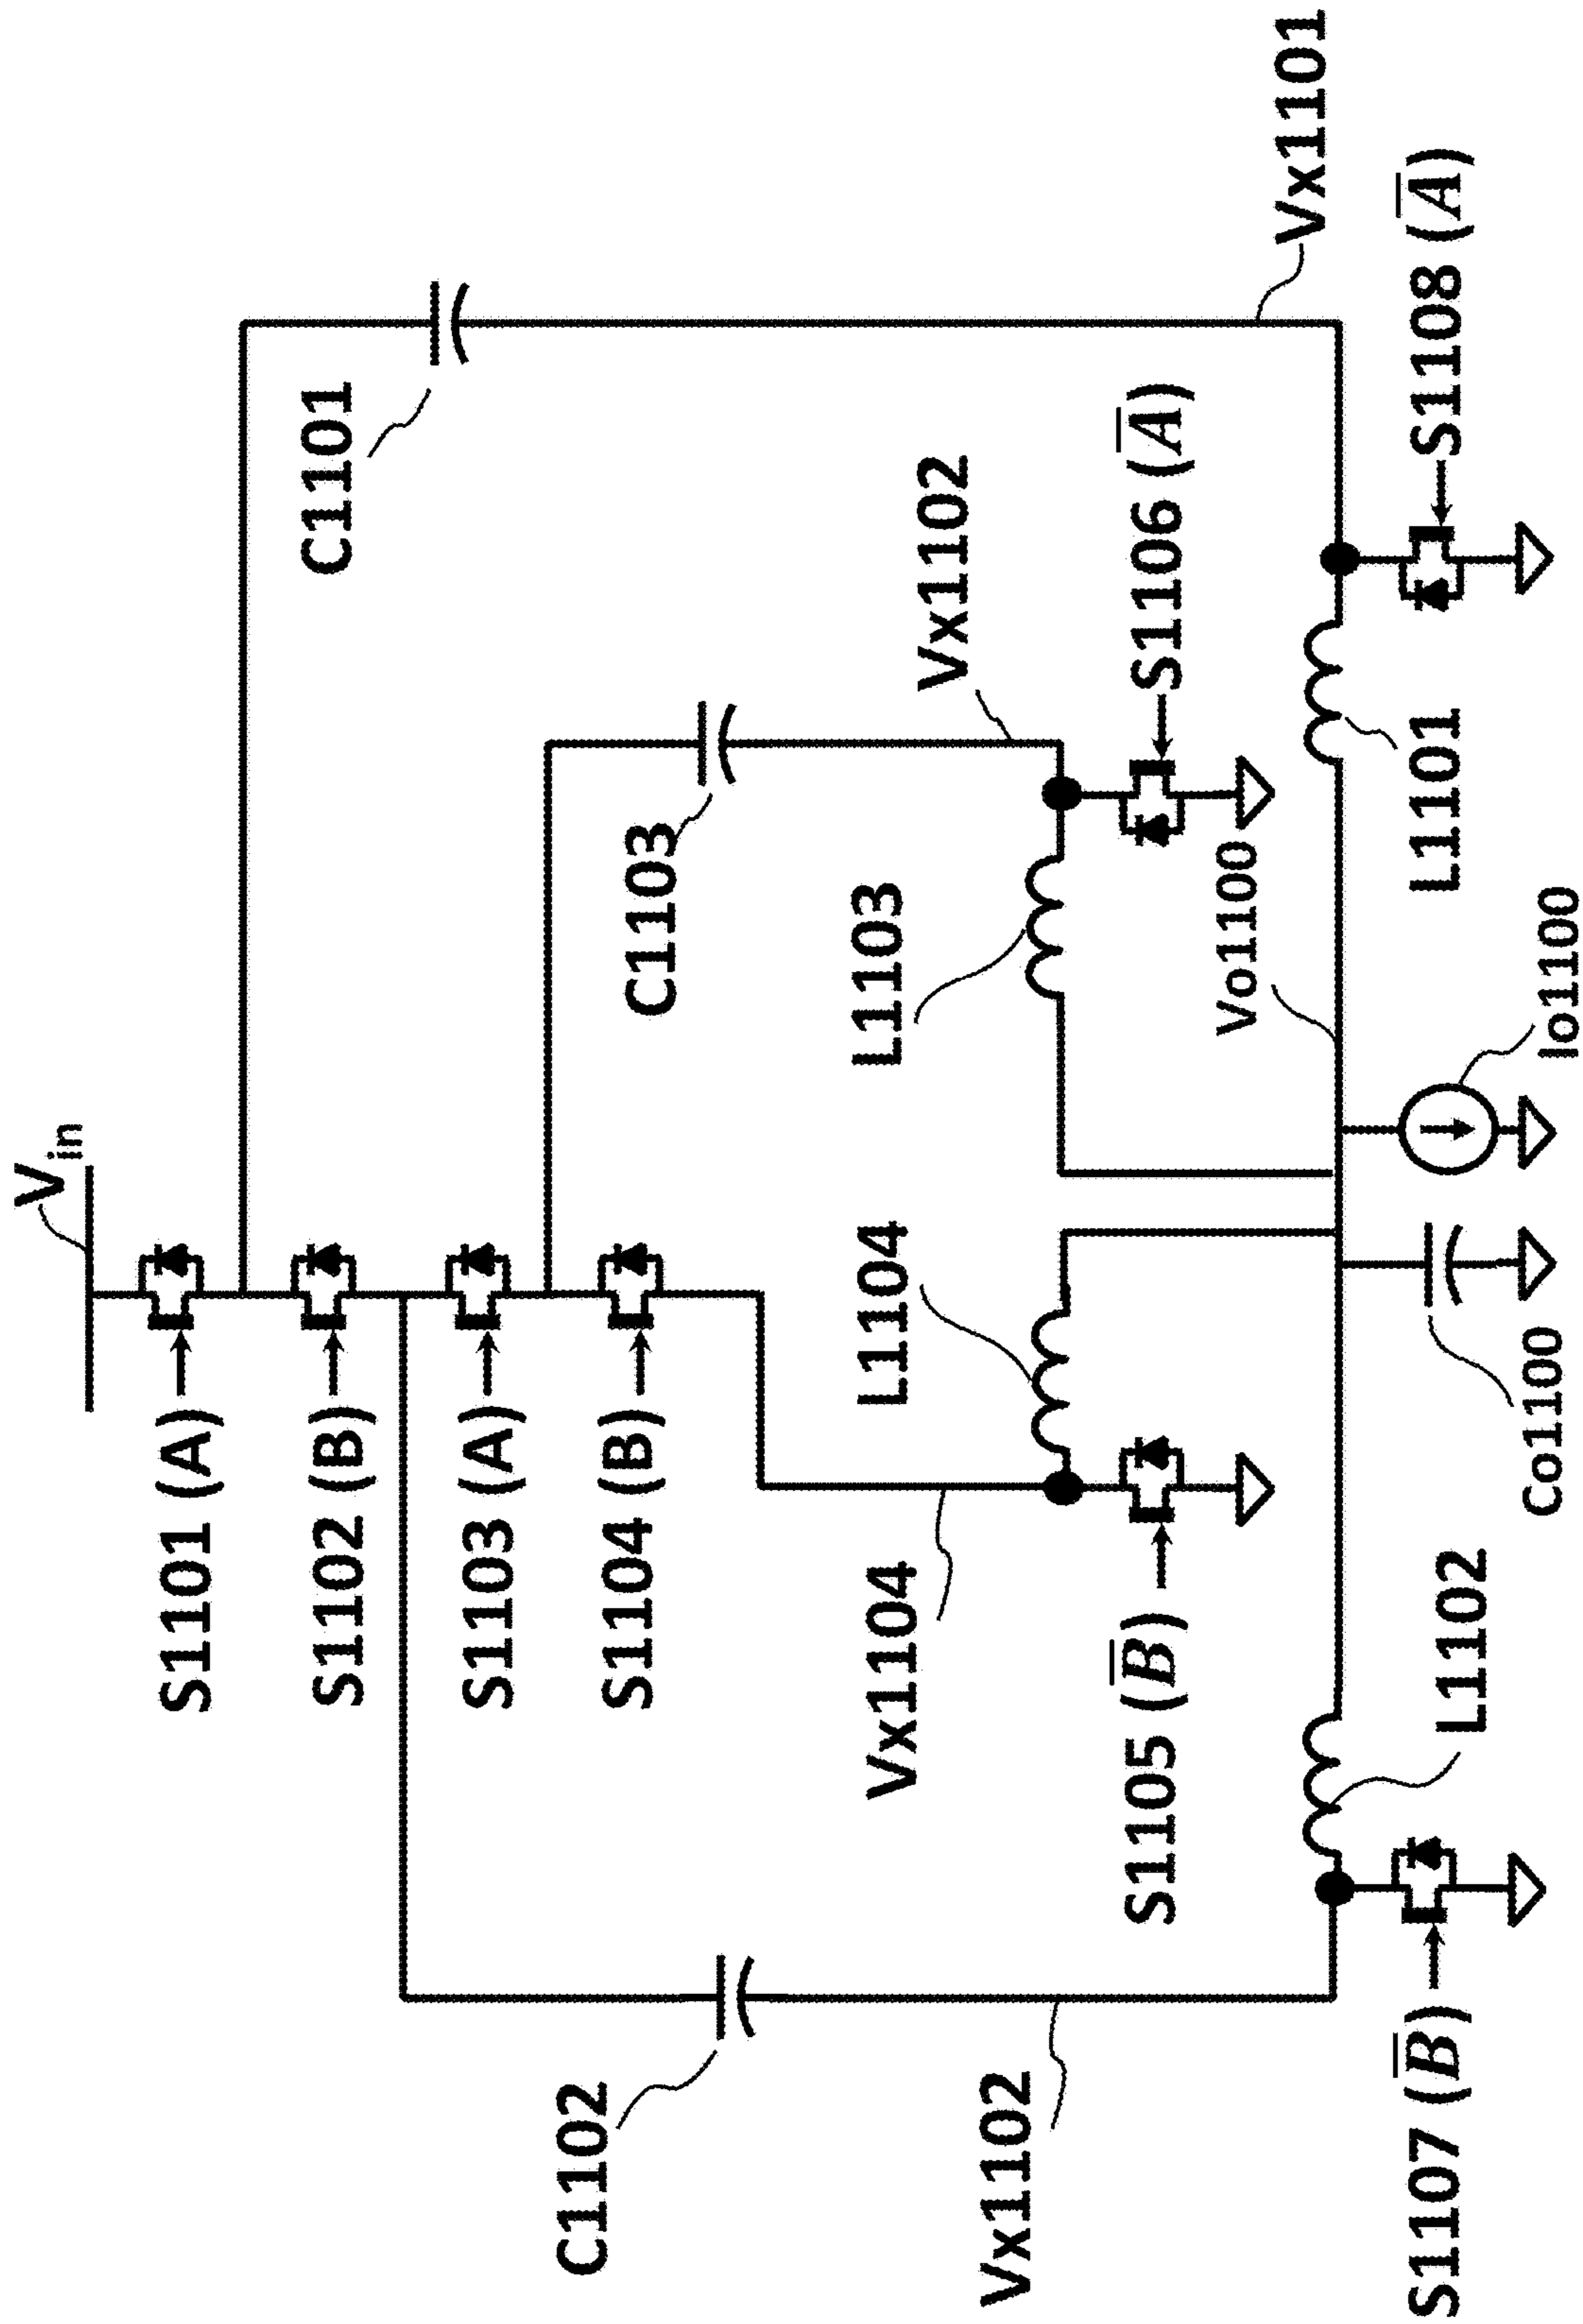 V_in
S1101 (A)
S1102 (B)
S1103 (A)
S1104 (B)
C1101
C1103
C1102
L1103
L1104
Vx1102
Vx1104
Vx1102
Vx1101
S1106 (A̅)
S1105 (B̅)
Vo1100
S1108 (A̅)
L1101
L1102
S1107 (B̅)
Co1100
Io1100